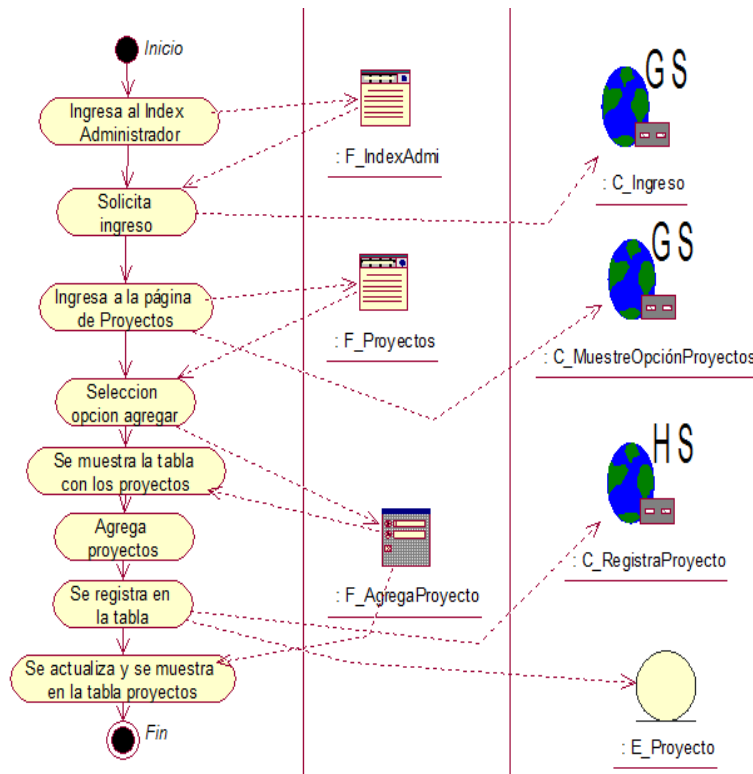 Inicio
Ingresa al Index
Administrador
: F_IndexAdmi
GS
: C_Ingreso
Solicita
ingreso
GS
Ingresa a la página
de Proyectos
: F_Proyectos
: C_MuestreOpciónProyectos
Seleccion
opcion agregar
HS
Se muestra la tabla
con los proyectos
Agrega
proyectos
: C_RegistraProyecto
: F_AgregaProyecto
Se registra en
la tabla
Se actualiza y se muestra
en la tabla proyectos
Fin
: E_Proyecto